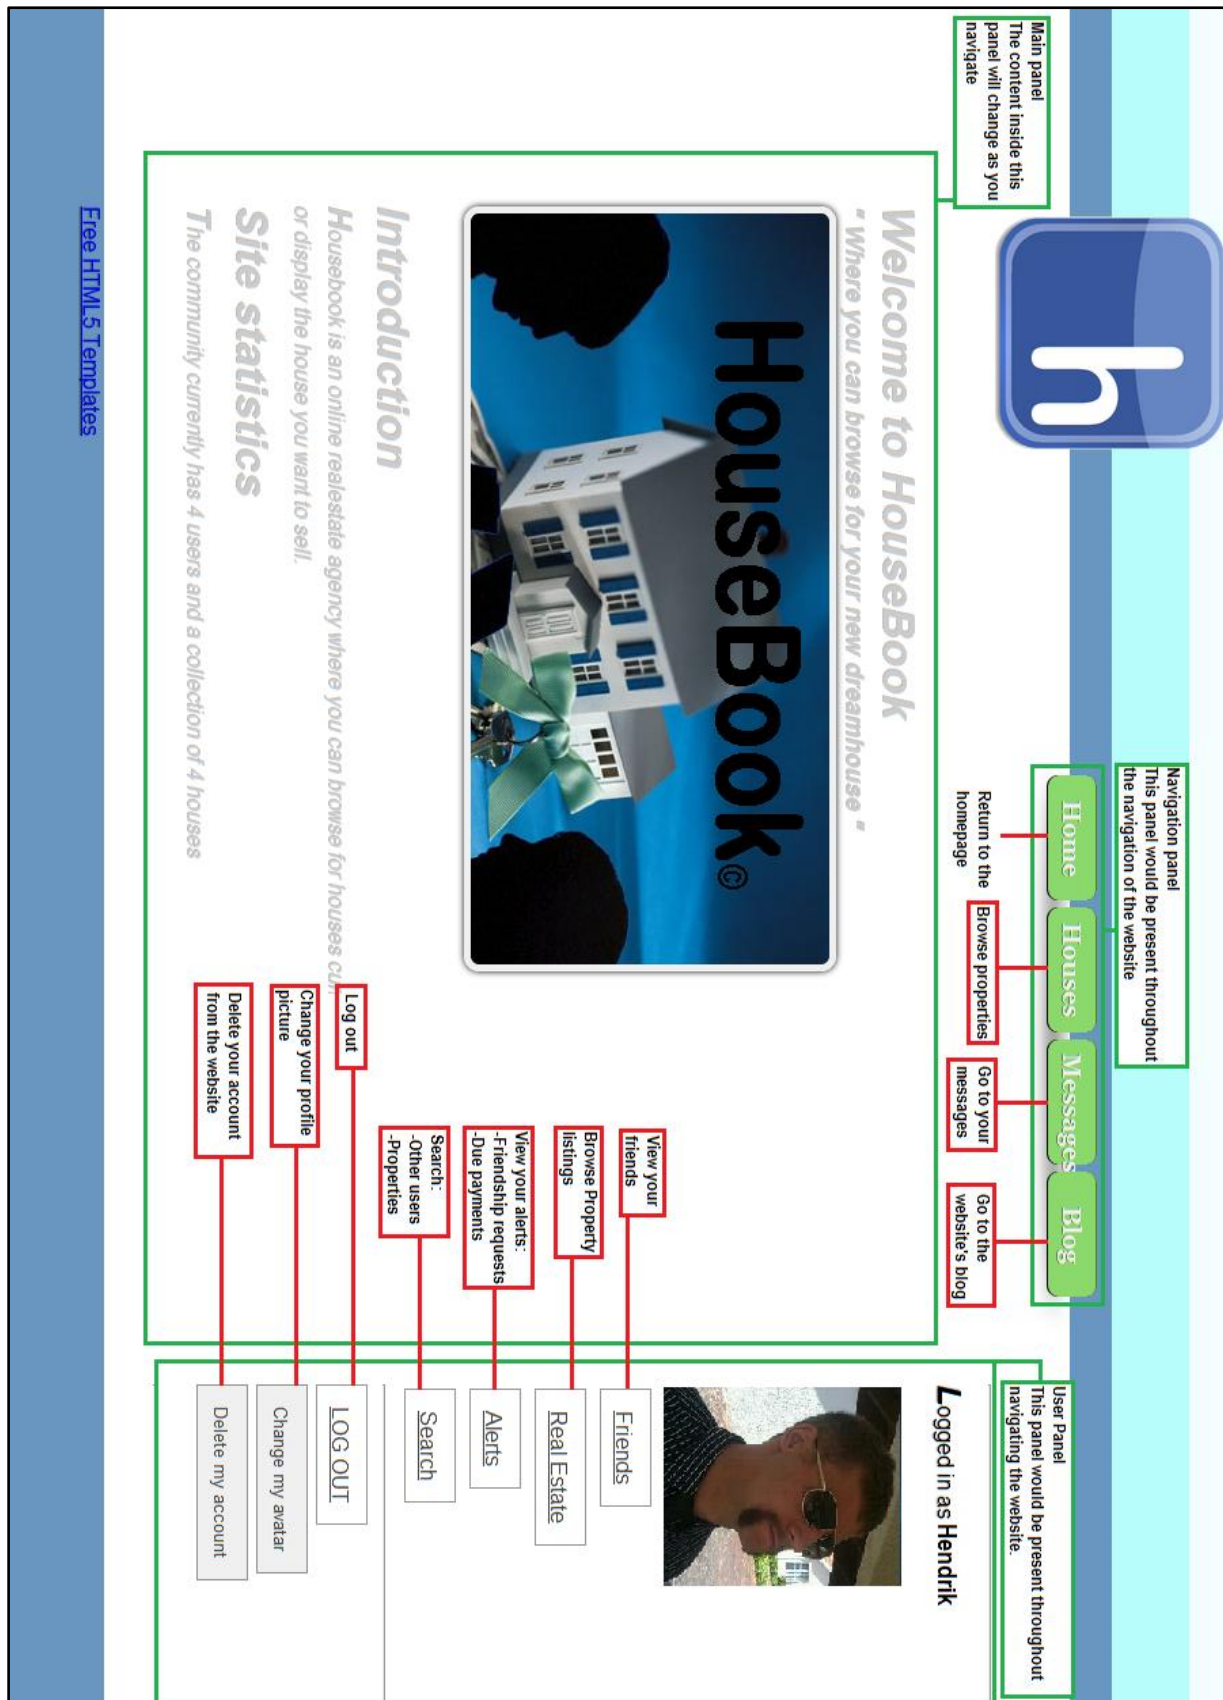 Main panel
The content inside this
panel will change as you
navigate
h
Navigation panel
This panel would be present throughout
the navigation of the website
Home
Houses
Messages
Blog
Return to the
homepage
Browse properties
Go to your
messages
Go to the
website's blog
User Panel
This panel would be present throughout
navigating the website.
Welcome to HouseBook
" Where you can browse for your new dreamhouse "
HouseBook©
Introduction
Housebook is an online realestate agency where you can browse for houses cur
or display the house you want to sell.
Site statistics
The community currently has 4 users and a collection of 4 houses
Logged in as Hendrik
View your
friends
Friends
Browse Property
listings
Real Estate
View your alerts:
-Friendship requests
-Due payments
Alerts
Search:
-Other users
-Properties
Search
Log out
LOG OUT
Change your profile
picture
Change my avatar
Delete your account
from the website
Delete my account
Free HTML5 Templates